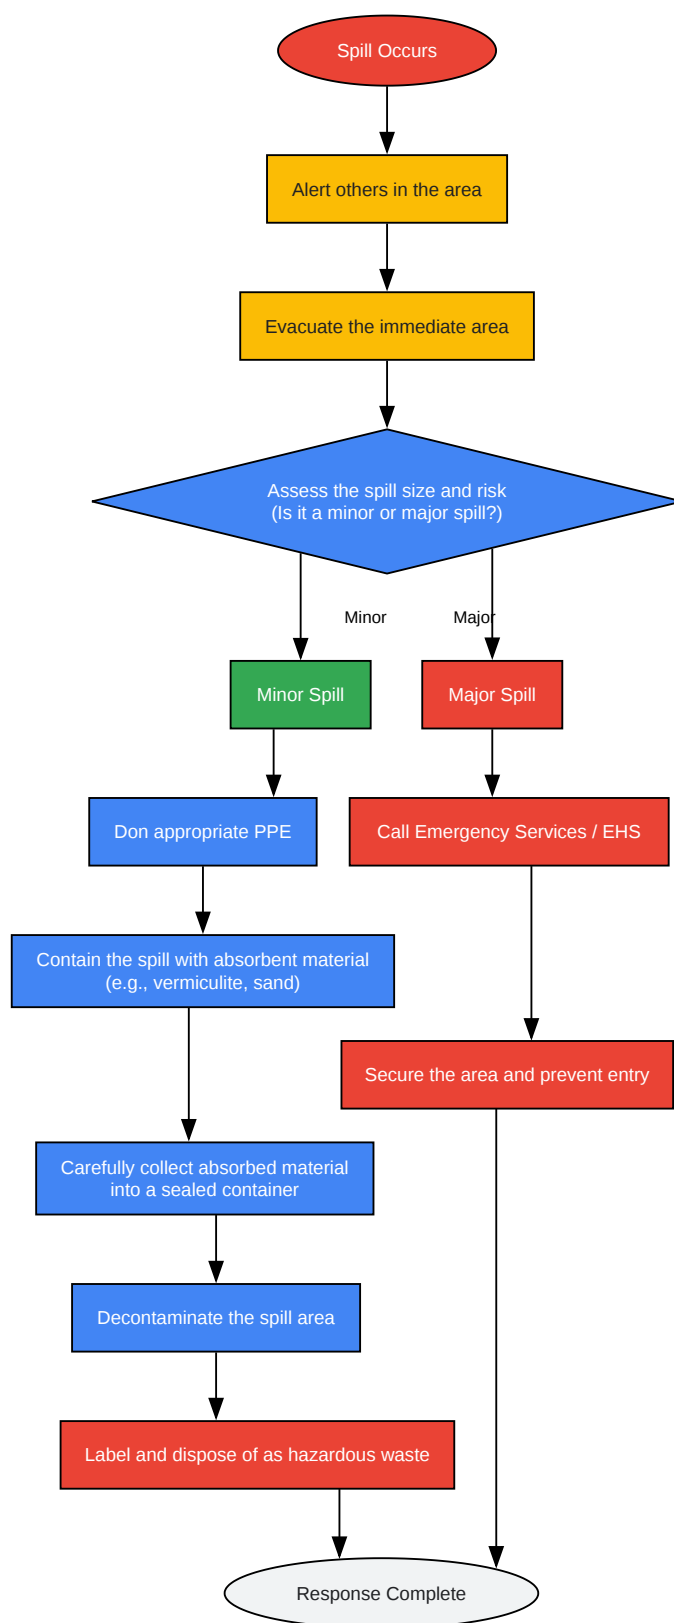 Spill Occurs
Alert others in the area
Evacuate the immediate area
Assess the spill size and risk
(Is it a minor or major spill?)
Minor
Major
Minor Spill
Major Spill
Don appropriate PPE
Call Emergency Services / EHS
Contain the spill with absorbent material
(e.g., vermiculite, sand)
Secure the area and prevent entry
Carefully collect absorbed material
into a sealed container
Decontaminate the spill area
Label and dispose of as hazardous waste
Response Complete